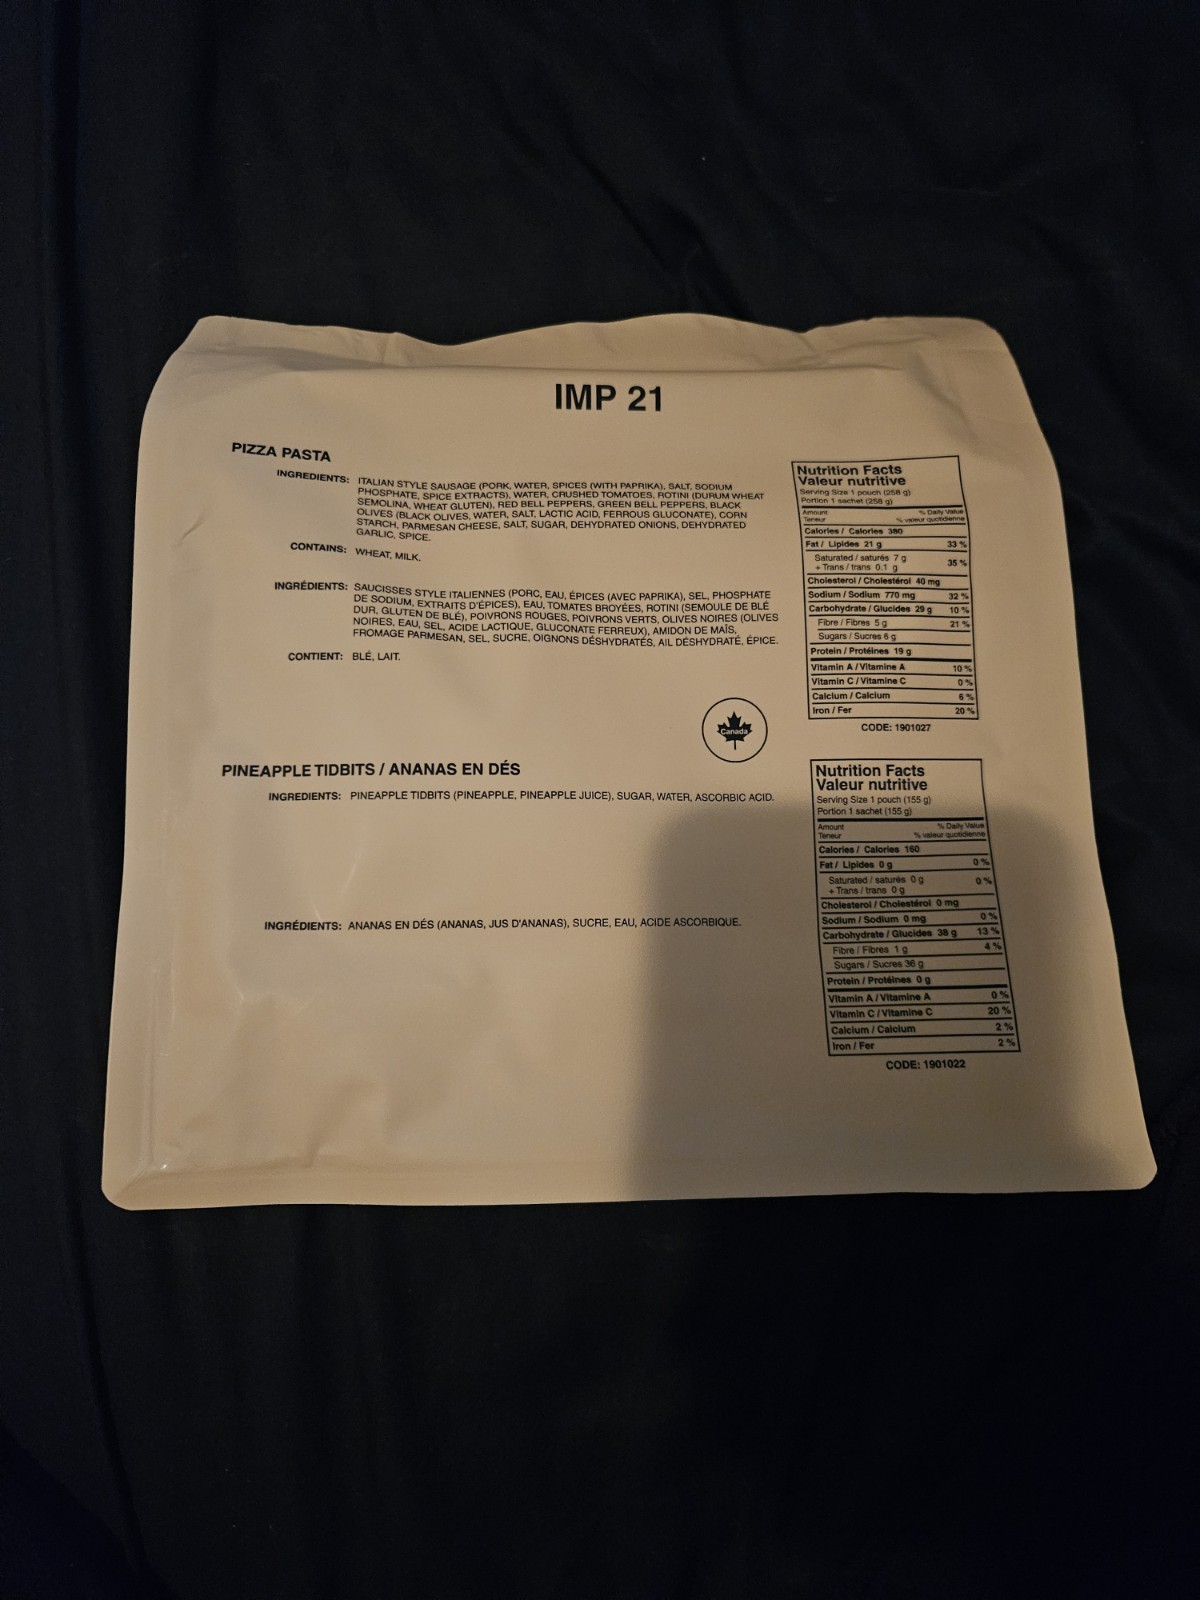 IMP 21
PIZZA PASTA
INGREDIENTS: ITALIAN STYLE SAUSAGE (PORK, WATER, SPICES (WITH PAPRIKA), SALT, SODIUM
PHOSPHATE, SPICE EXTRACTS), WATER, CRUSHED TOMATOES, ROTINI (DURUM WHEAT
SEMOLINA, WHEAT GLUTEN), RED BELL PEPPERS, GREEN BELL PEPPERS, BLACK
OLIVES (BLACK OLIVES, WATER, SALT, LACTIC ACID, FERROUS GLUCONATE), CORN
STARCH, PARMESAN CHEESE, SALT, SUGAR, DEHYDRATED ONIONS, DEHYDRATED
GARLIC, SPICE.
CONTAINS: WHEAT, MILK.
INGRÉDIENTS: SAUCISSES STYLE ITALIENNES (PORC, EAU, ÉPICES (AVEC PAPRIKA), SEL, PHOSPHATE
DE SODIUM, EXTRAITS D'ÉPICES), EAU, TOMATES BROYÉES, ROTINI (SEMOULE DE BLÉ
DUR, GLUTEN DE BLÉ), POIVRONS ROUGES, POIVRONS VERTS, OLIVES NOIRES (OLIVES
NOIRES, EAU, SEL, ACIDE LACTIQUE, GLUCONATE FERREUX), AMIDON DE MAÏS,
FROMAGE PARMESAN, SEL, SUCRE, OIGNONS DÉSHYDRATÉS, AIL DÉSHYDRATÉ, ÉPICE.
CONTIENT: BLÉ, LAIT.
Nutrition Facts
Valeur nutritive
Serving Size 1 pouch (258 g)
Portion 1 sachet (258 g)
Amount % Daily Value
Teneur % valeur quotidienne
Calories / Calories 380
Fat / Lipides 21 g 33 %
Saturated / saturés 7 g
+ Trans / trans 0.1 g 35 %
Cholesterol / Cholestérol 40 mg
Sodium / Sodium 770 mg 32 %
Carbohydrate / Glucides 29 g 10 %
Fibre / Fibres 5 g 21 %
Sugars / Sucres 6 g
Protein / Protéines 19 g
Vitamin A / Vitamine A 10 %
Vitamin C / Vitamine C 0 %
Calcium / Calcium 6 %
Iron / Fer 20 %
CODE: 1901027
Canada
PINEAPPLE TIDBITS / ANANAS EN DÉS
INGREDIENTS: PINEAPPLE TIDBITS (PINEAPPLE, PINEAPPLE JUICE), SUGAR, WATER, ASCORBIC ACID.
INGRÉDIENTS: ANANAS EN DÉS (ANANAS, JUS D'ANANAS), SUCRE, EAU, ACIDE ASCORBIQUE.
Nutrition Facts
Valeur nutritive
Serving Size 1 pouch (155 g)
Portion 1 sachet (155 g)
Amount % Daily Value
Teneur % valeur quotidienne
Calories / Calories 160
Fat / Lipides 0 g 0 %
Saturated / saturés 0 g
+ Trans / trans 0 g 0 %
Cholesterol / Cholestérol 0 mg
Sodium / Sodium 0 mg 0 %
Carbohydrate / Glucides 38 g 13 %
Fibre / Fibres 1 g 4 %
Sugars / Sucres 36 g
Protein / Protéines 0 g
Vitamin A / Vitamine A 0 %
Vitamin C / Vitamine C 20 %
Calcium / Calcium 2 %
Iron / Fer 2 %
CODE: 1901022